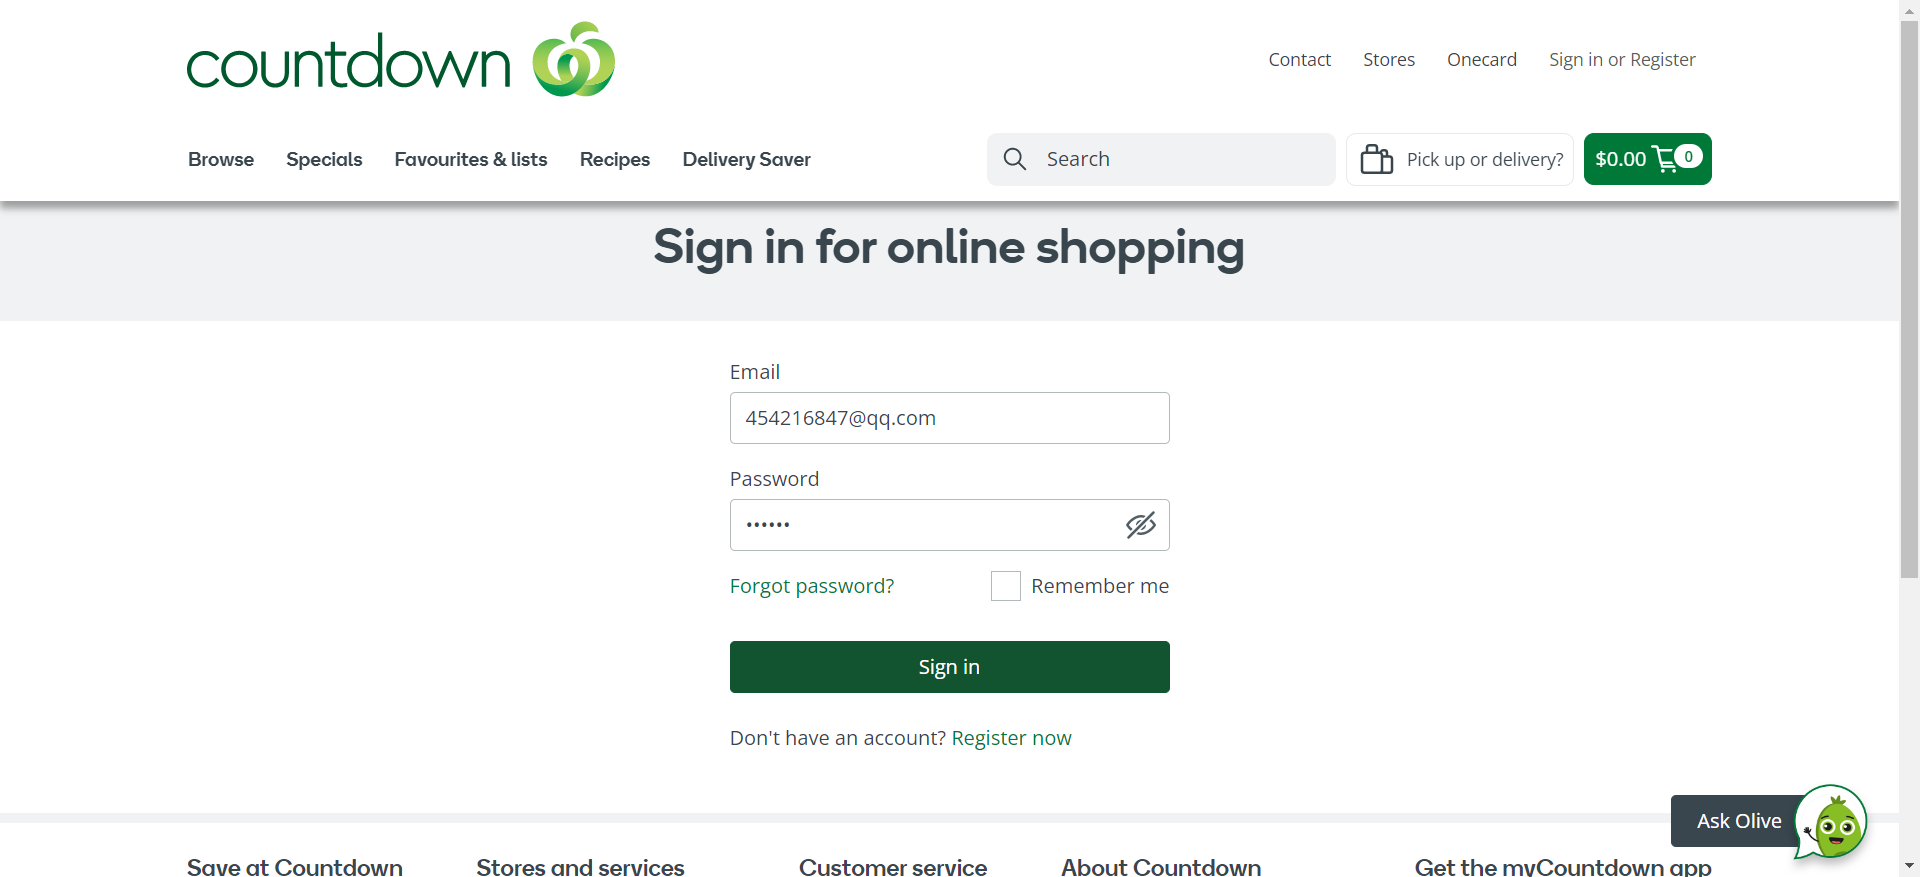 countdown
Contact Stores Onecard Sign in or Register
Browse Specials Favourites & lists Recipes Delivery Saver Search Pick up or delivery? $0.00 0
Sign in for online shopping
Email
454216847@qq.com
Password
••••••
Forgot password? Remember me
Sign in
Don't have an account? Register now
Ask Olive
Save at Countdown Stores and services Customer service About Countdown Get the myCountdown app